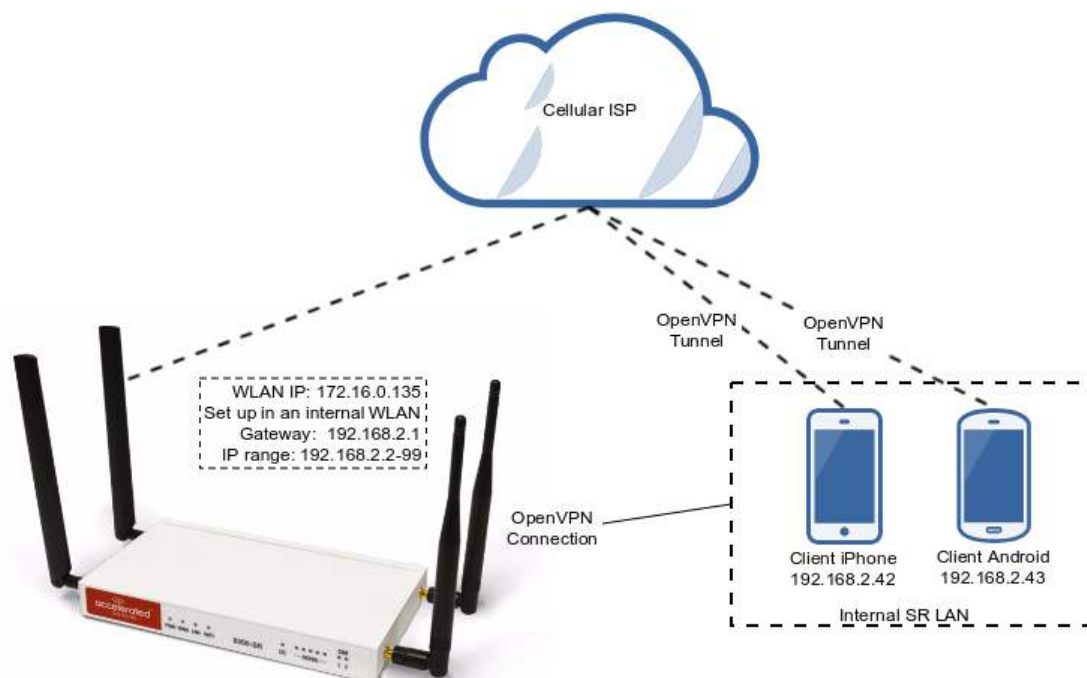 Cellular ISP
OpenVPN
Tunnel
OpenVPN
Tunnel
WLAN IP: 172.16.0.135
Set up in an internal WLAN
Gateway: 192.168.2.1
IP range: 192.168.2.2-99
OpenVPN
Connection
Client iPhone
192.168.2.42
Client Android
192.168.2.43
Internal SR LAN
accelerated